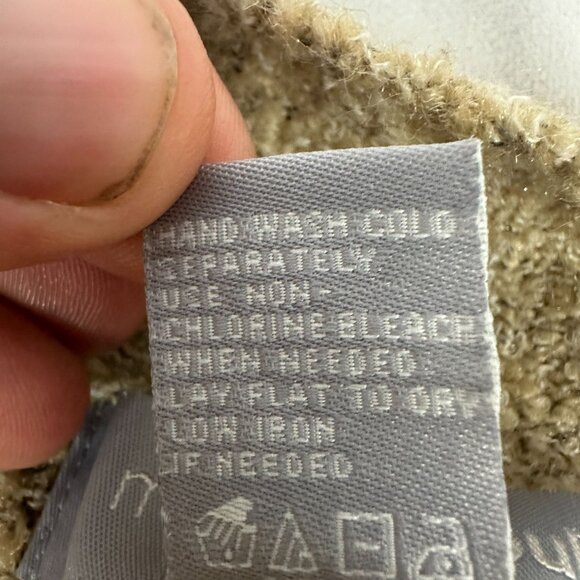 HAND WASH COLD
SEPARATELY
USE NON-
CHLORINE BLEACH
WHEN NEEDED
LAY FLAT TO DRY
LOW IRON
IF NEEDED